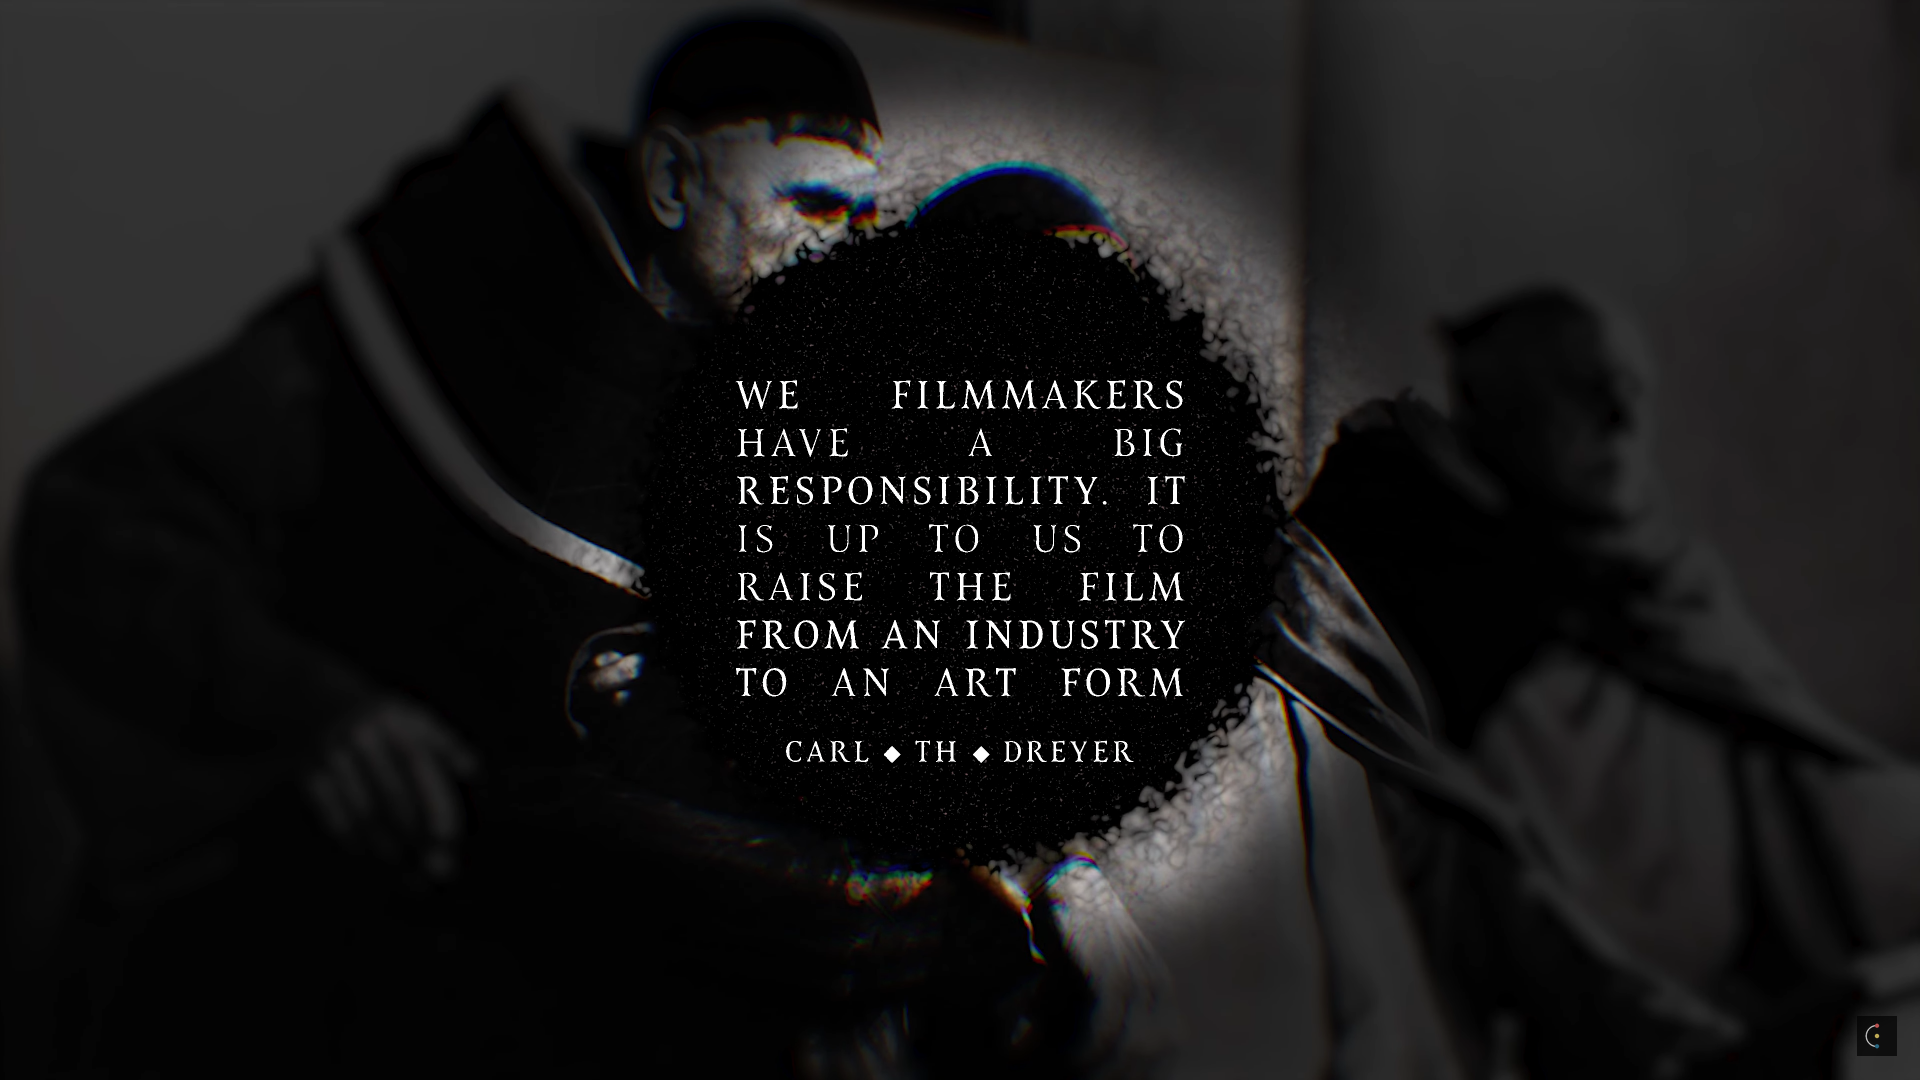 WE FILMMAKERS
HAVE A BIG
RESPONSIBILITY. IT
IS UP TO US TO
RAISE THE FILM
FROM AN INDUSTRY
TO AN ART FORM
CARL ◆ TH ◆ DREYER